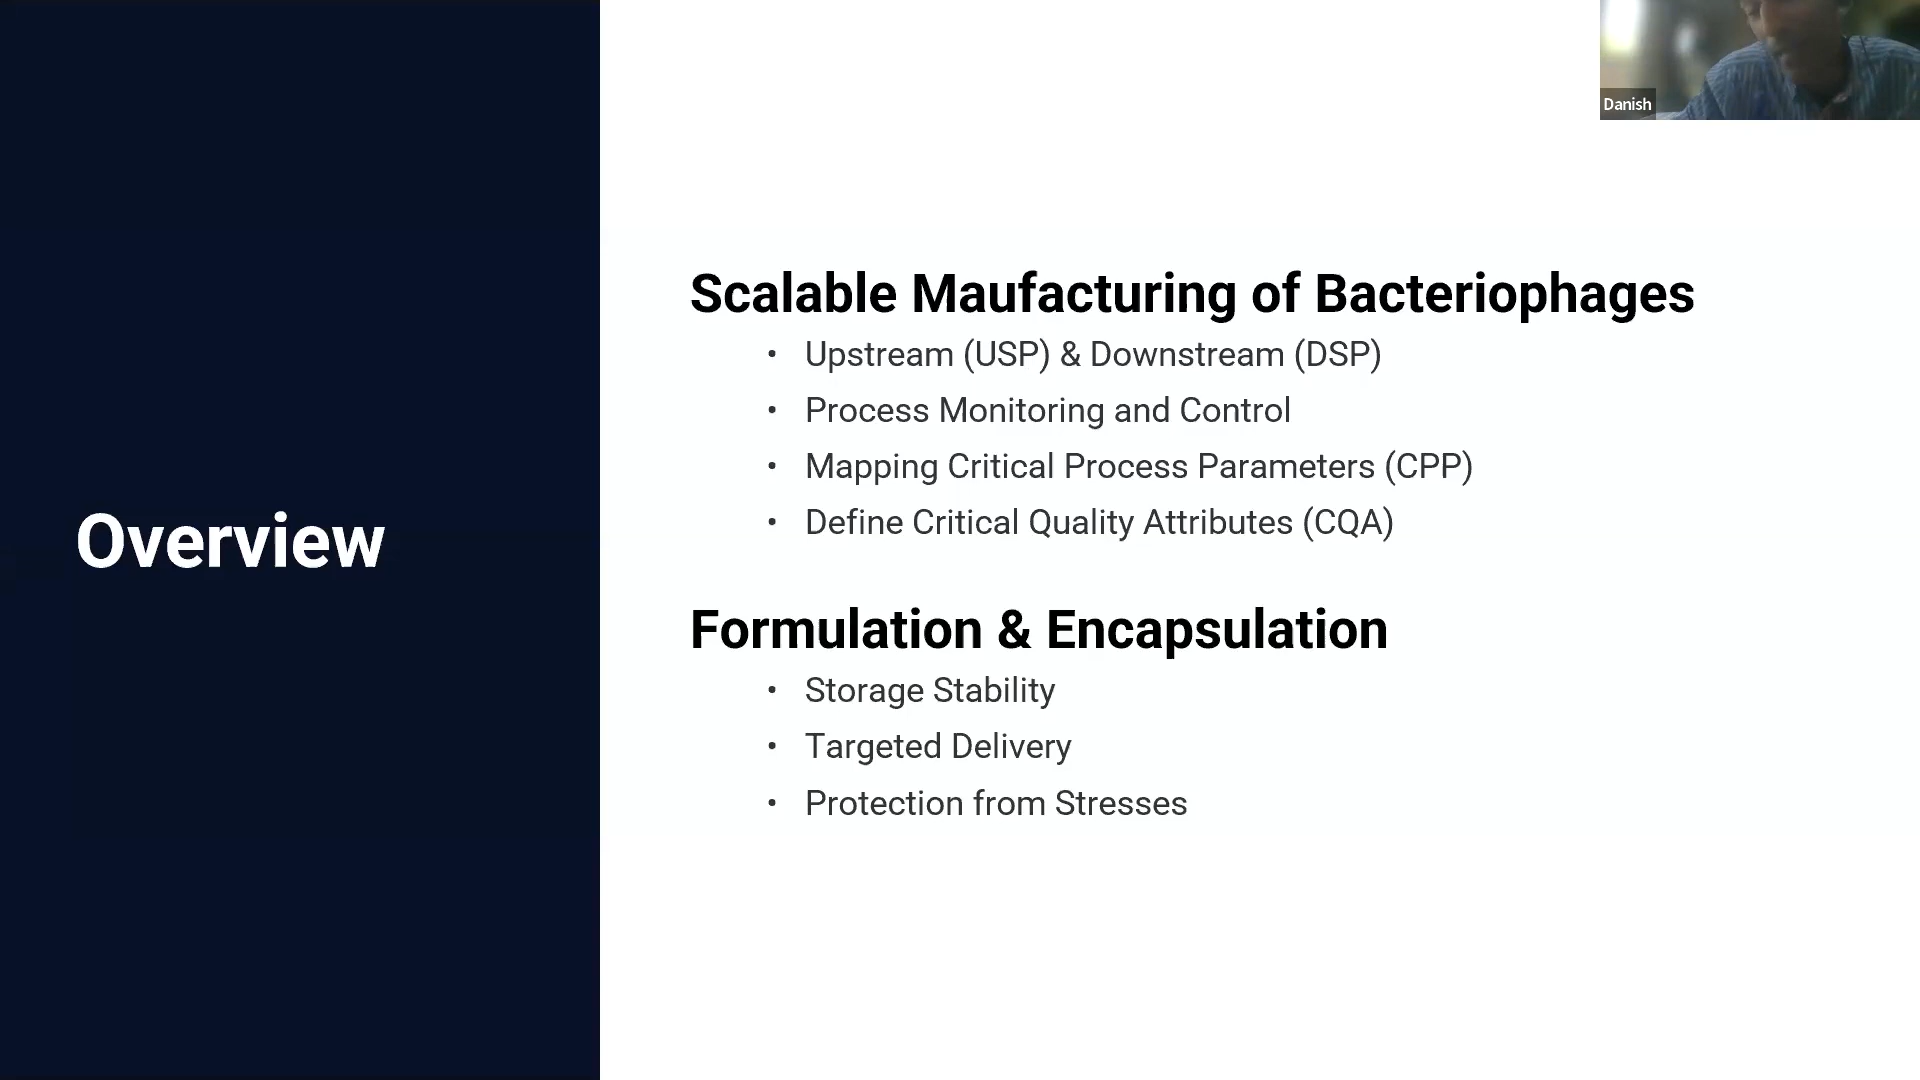 Danish
Overview
Scalable Maufacturing of Bacteriophages
• Upstream (USP) & Downstream (DSP)
• Process Monitoring and Control
• Mapping Critical Process Parameters (CPP)
• Define Critical Quality Attributes (CQA)
Formulation & Encapsulation
• Storage Stability
• Targeted Delivery
• Protection from Stresses